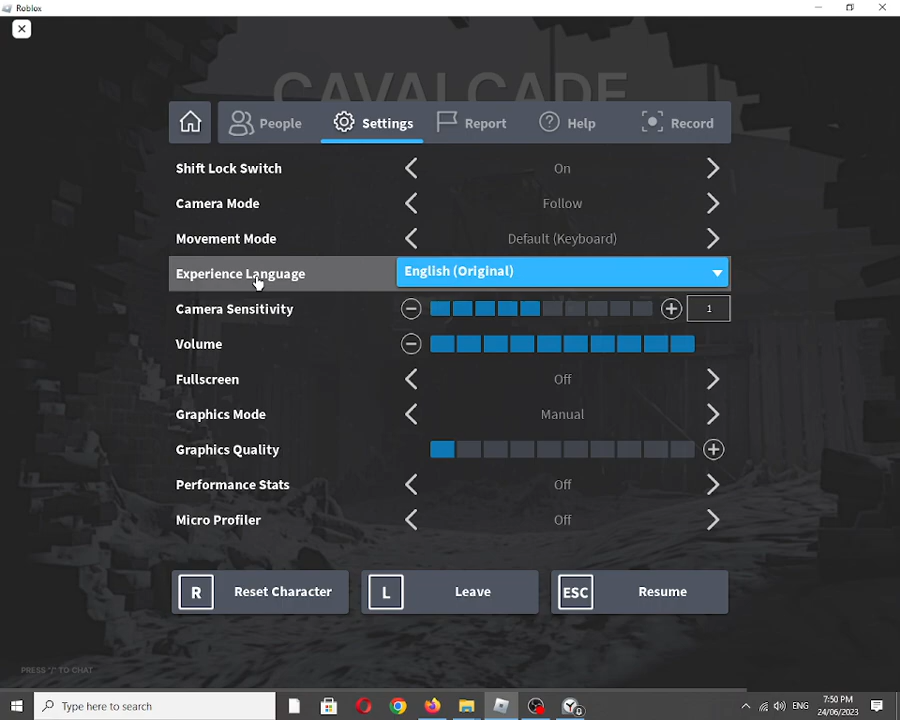 Roblox
CAVALCADE
People
Settings
Report
Help
Record
Shift Lock Switch
On
Camera Mode
Follow
Movement Mode
Default (Keyboard)
Experience Language
English (Original)
Camera Sensitivity
1
Volume
Fullscreen
Off
Graphics Mode
Manual
Graphics Quality
Performance Stats
Off
Micro Profiler
Off
R Reset Character
L Leave
ESC Resume
PRESS "/" TO CHAT
Type here to search
7:50 PM
24/06/2023